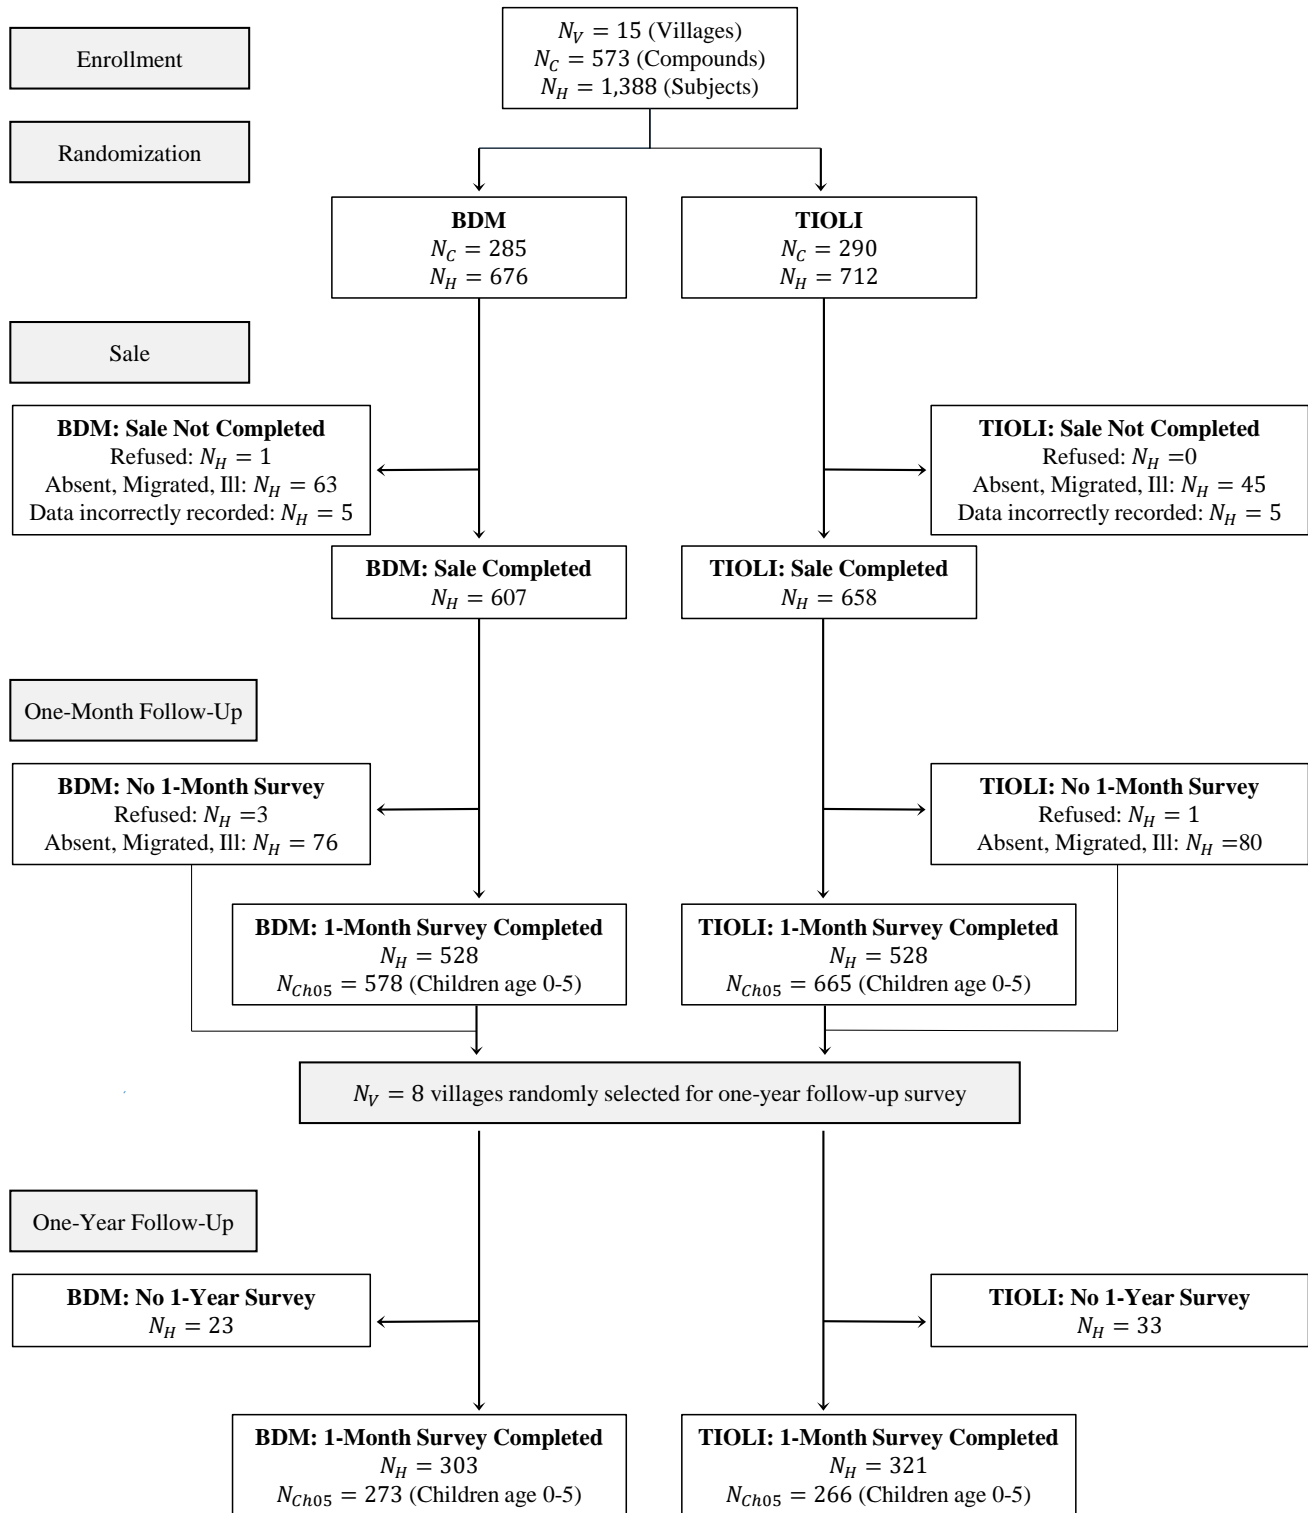 Enrollment
N_V = 15 (Villages)
N_C = 573 (Compounds)
N_H = 1,388 (Subjects)
Randomization
BDM
N_C = 285
N_H = 676
TIOLI
N_C = 290
N_H = 712
Sale
BDM: Sale Not Completed
Refused: N_H = 1
Absent, Migrated, Ill: N_H = 63
Data incorrectly recorded: N_H = 5
TIOLI: Sale Not Completed
Refused: N_H =0
Absent, Migrated, Ill: N_H = 45
Data incorrectly recorded: N_H = 5
BDM: Sale Completed
N_H = 607
TIOLI: Sale Completed
N_H = 658
One-Month Follow-Up
BDM: No 1-Month Survey
Refused: N_H =3
Absent, Migrated, Ill: N_H = 76
TIOLI: No 1-Month Survey
Refused: N_H = 1
Absent, Migrated, Ill: N_H =80
BDM: 1-Month Survey Completed
N_H = 528
N_Ch05 = 578 (Children age 0-5)
TIOLI: 1-Month Survey Completed
N_H = 528
N_Ch05 = 665 (Children age 0-5)
N_V = 8 villages randomly selected for one-year follow-up survey
One-Year Follow-Up
BDM: No 1-Year Survey
N_H = 23
TIOLI: No 1-Year Survey
N_H = 33
BDM: 1-Month Survey Completed
N_H = 303
N_Ch05 = 273 (Children age 0-5)
TIOLI: 1-Month Survey Completed
N_H = 321
N_Ch05 = 266 (Children age 0-5)